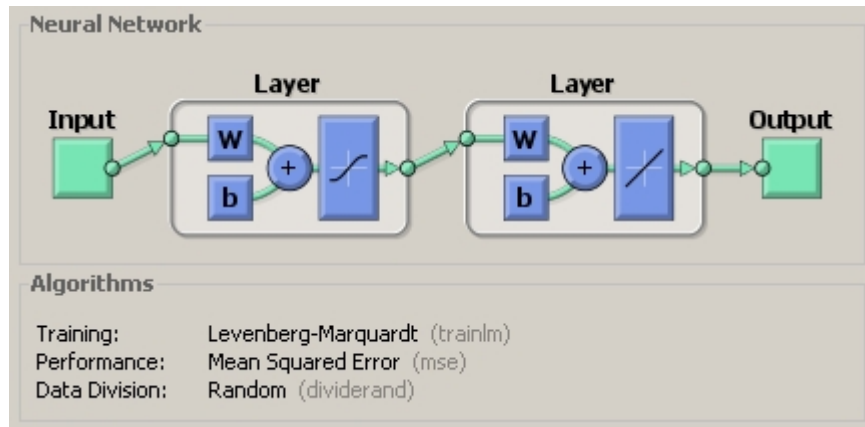 Neural Network
Layer
Layer
Input
Output
W
b
+
W
b
+
Algorithms
Training: Levenberg-Marquardt (trainlm)
Performance: Mean Squared Error (mse)
Data Division: Random (dividerand)